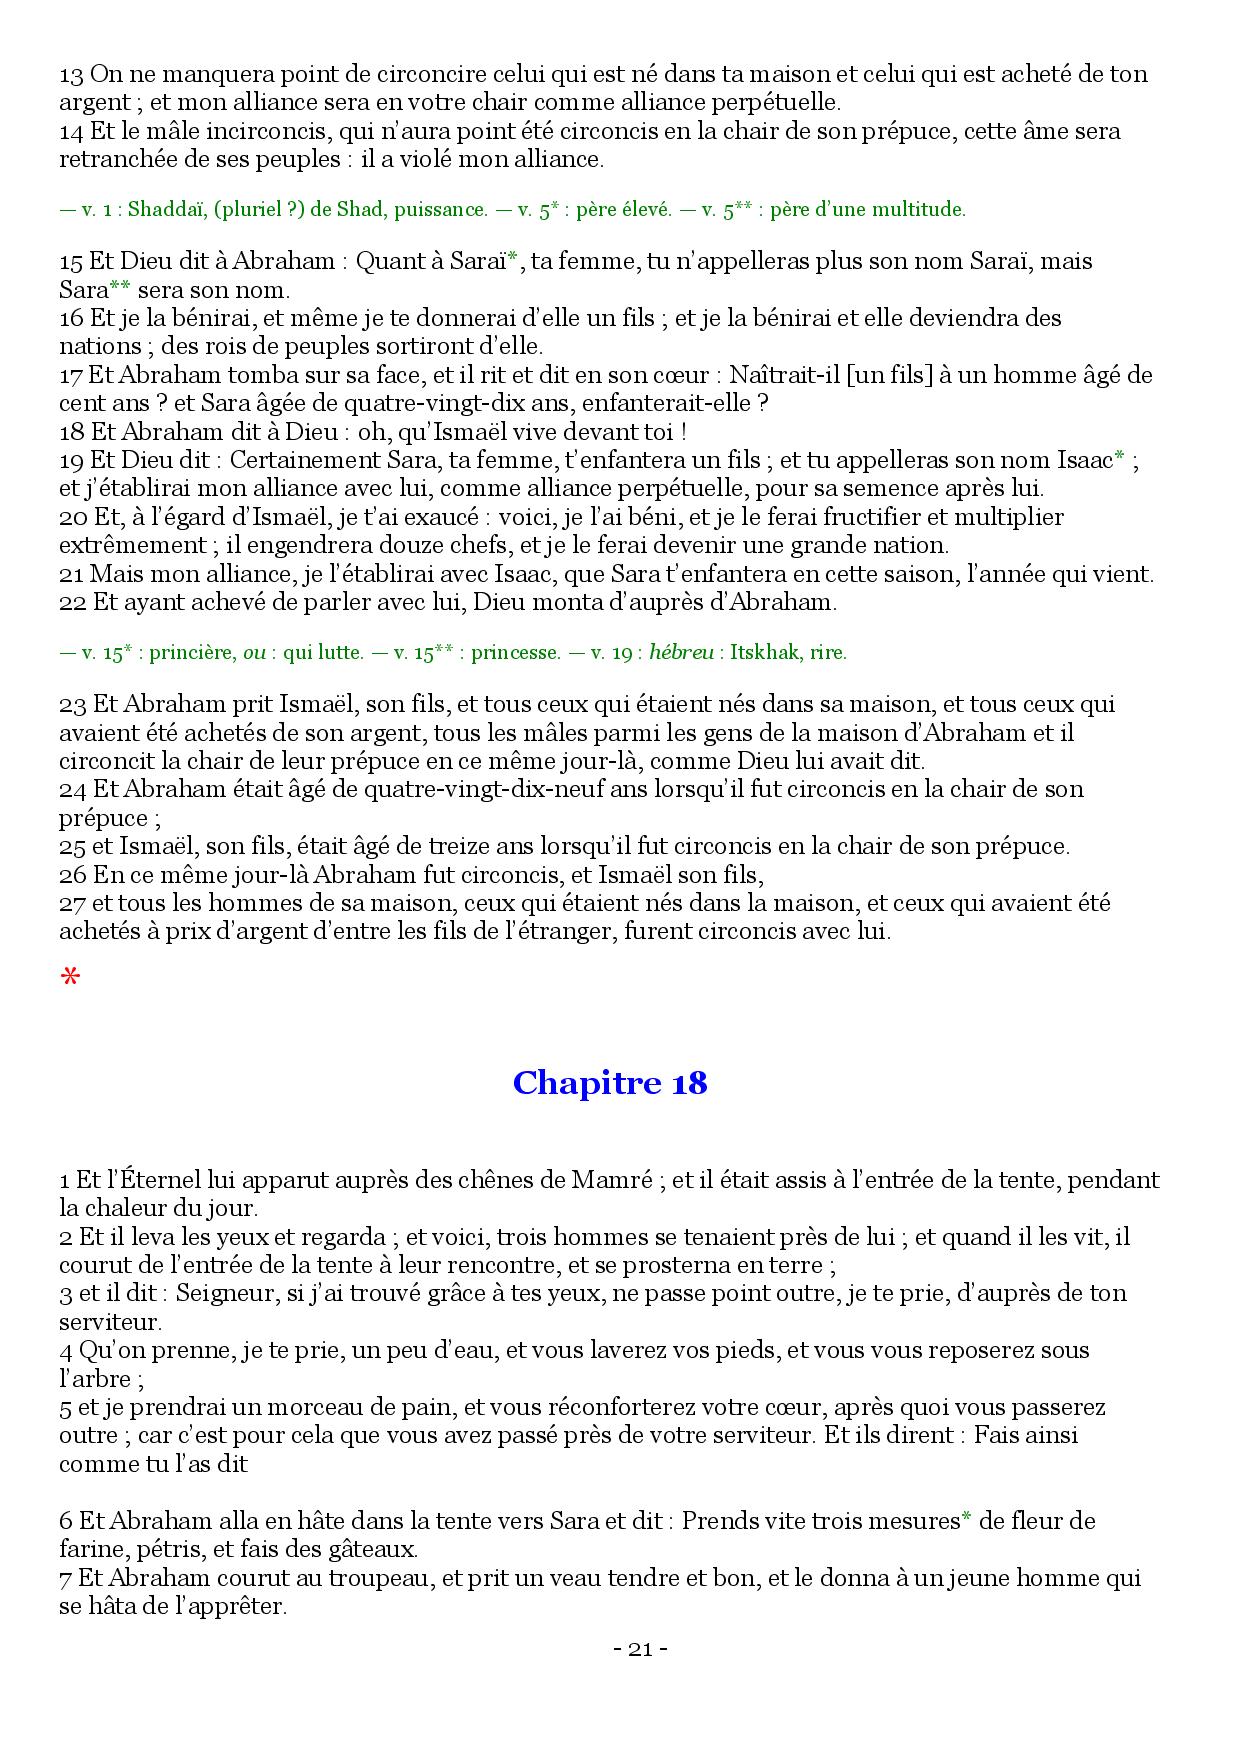 13 On ne manquera point de circoncire celui qui est né dans ta maison et celui qui est acheté de ton
argent ; et mon alliance sera en votre chair comme alliance perpétuelle.
14 Et le mâle incirconcis, qui n’aura point été circoncis en la chair de son prépuce, cette âme sera
retranchée de ses peuples : il a violé mon alliance.
— v. 1 : Shaddaï, (pluriel ?) de Shad, puissance. — v. 5* : père élevé. — v. 5** : père d’une multitude.
15 Et Dieu dit à Abraham : Quant à Saraï*, ta femme, tu n’appelleras plus son nom Saraï, mais
Sara** sera son nom.
16 Et je la bénirai, et même je te donnerai d’elle un fils ; et je la bénirai et elle deviendra des
nations ; des rois de peuples sortiront d’elle.
17 Et Abraham tomba sur sa face, et il rit et dit en son cœur : Naîtrait-il [un fils] à un homme âgé de
cent ans ? et Sara âgée de quatre-vingt-dix ans, enfanterait-elle ?
18 Et Abraham dit à Dieu : oh, qu’Ismaël vive devant toi !
19 Et Dieu dit : Certainement Sara, ta femme, t’enfantera un fils ; et tu appelleras son nom Isaac* ;
et j’établirai mon alliance avec lui, comme alliance perpétuelle, pour sa semence après lui.
20 Et, à l’égard d’Ismaël, je t’ai exaucé : voici, je l’ai béni, et je le ferai fructifier et multiplier
extrêmement ; il engendrera douze chefs, et je le ferai devenir une grande nation.
21 Mais mon alliance, je l’établirai avec Isaac, que Sara t’enfantera en cette saison, l’année qui vient.
22 Et ayant achevé de parler avec lui, Dieu monta d’auprès d’Abraham.
— v. 15* : princière, ou : qui lutte. — v. 15** : princesse. — v. 19 : hébreu : Itskhak, rire.
23 Et Abraham prit Ismaël, son fils, et tous ceux qui étaient nés dans sa maison, et tous ceux qui
avaient été achetés de son argent, tous les mâles parmi les gens de la maison d’Abraham et il
circoncit la chair de leur prépuce en ce même jour-là, comme Dieu lui avait dit.
24 Et Abraham était âgé de quatre-vingt-dix-neuf ans lorsqu’il fut circoncis en la chair de son
prépuce ;
25 et Ismaël, son fils, était âgé de treize ans lorsqu’il fut circoncis en la chair de son prépuce.
26 En ce même jour-là Abraham fut circoncis, et Ismaël son fils,
27 et tous les hommes de sa maison, ceux qui étaient nés dans la maison, et ceux qui avaient été
achetés à prix d’argent d’entre les fils de l’étranger, furent circoncis avec lui.
*
Chapitre 18
1 Et l’Éternel lui apparut auprès des chênes de Mamré ; et il était assis à l’entrée de la tente, pendant
la chaleur du jour.
2 Et il leva les yeux et regarda ; et voici, trois hommes se tenaient près de lui ; et quand il les vit, il
courut de l’entrée de la tente à leur rencontre, et se prosterna en terre ;
3 et il dit : Seigneur, si j’ai trouvé grâce à tes yeux, ne passe point outre, je te prie, d’auprès de ton
serviteur.
4 Qu’on prenne, je te prie, un peu d’eau, et vous laverez vos pieds, et vous vous reposerez sous
l’arbre ;
5 et je prendrai un morceau de pain, et vous réconforterez votre cœur, après quoi vous passerez
outre ; car c’est pour cela que vous avez passé près de votre serviteur. Et ils dirent : Fais ainsi
comme tu l’as dit
6 Et Abraham alla en hâte dans la tente vers Sara et dit : Prends vite trois mesures* de fleur de
farine, pétris, et fais des gâteaux.
7 Et Abraham courut au troupeau, et prit un veau tendre et bon, et le donna à un jeune homme qui
se hâta de l’apprêter.
- 21 -